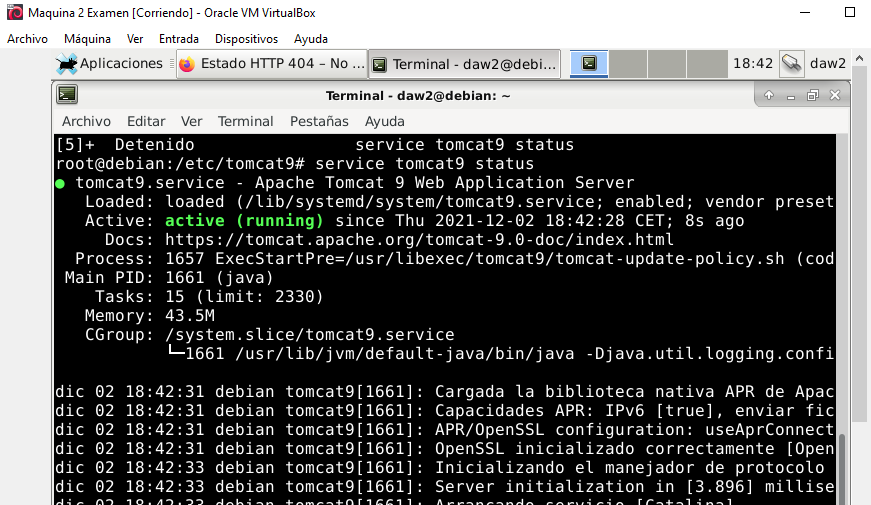 Maquina 2 Examen [Corriendo] - Oracle VM VirtualBox
Archivo Máquina Ver Entrada Dispositivos Ayuda
Aplicaciones Estado HTTP 404 – No ... Terminal - daw2@debi... 18:42 daw2
Terminal - daw2@debian: ~
Archivo Editar Ver Terminal Pestañas Ayuda
[5]+ Detenido service tomcat9 status
root@debian:/etc/tomcat9# service tomcat9 status
● tomcat9.service - Apache Tomcat 9 Web Application Server
Loaded: loaded (/lib/systemd/system/tomcat9.service; enabled; vendor preset
Active: active (running) since Thu 2021-12-02 18:42:28 CET; 8s ago
Docs: https://tomcat.apache.org/tomcat-9.0-doc/index.html
Process: 1657 ExecStartPre=/usr/libexec/tomcat9/tomcat-update-policy.sh (cod
Main PID: 1661 (java)
Tasks: 15 (limit: 2330)
Memory: 43.5M
CGroup: /system.slice/tomcat9.service
└─1661 /usr/lib/jvm/default-java/bin/java -Djava.util.logging.confi
dic 02 18:42:31 debian tomcat9[1661]: Cargada la biblioteca nativa APR de Apac
dic 02 18:42:31 debian tomcat9[1661]: Capacidades APR: IPv6 [true], enviar fic
dic 02 18:42:31 debian tomcat9[1661]: APR/OpenSSL configuration: useAprConnect
dic 02 18:42:31 debian tomcat9[1661]: OpenSSL inicializado correctamente [Open
dic 02 18:42:33 debian tomcat9[1661]: Inicializando el manejador de protocolo
dic 02 18:42:33 debian tomcat9[1661]: Server initialization in [3.896] millise
dic 02 18:42:33 debian tomcat9[1661]: Arrancando servicio [Catalina]